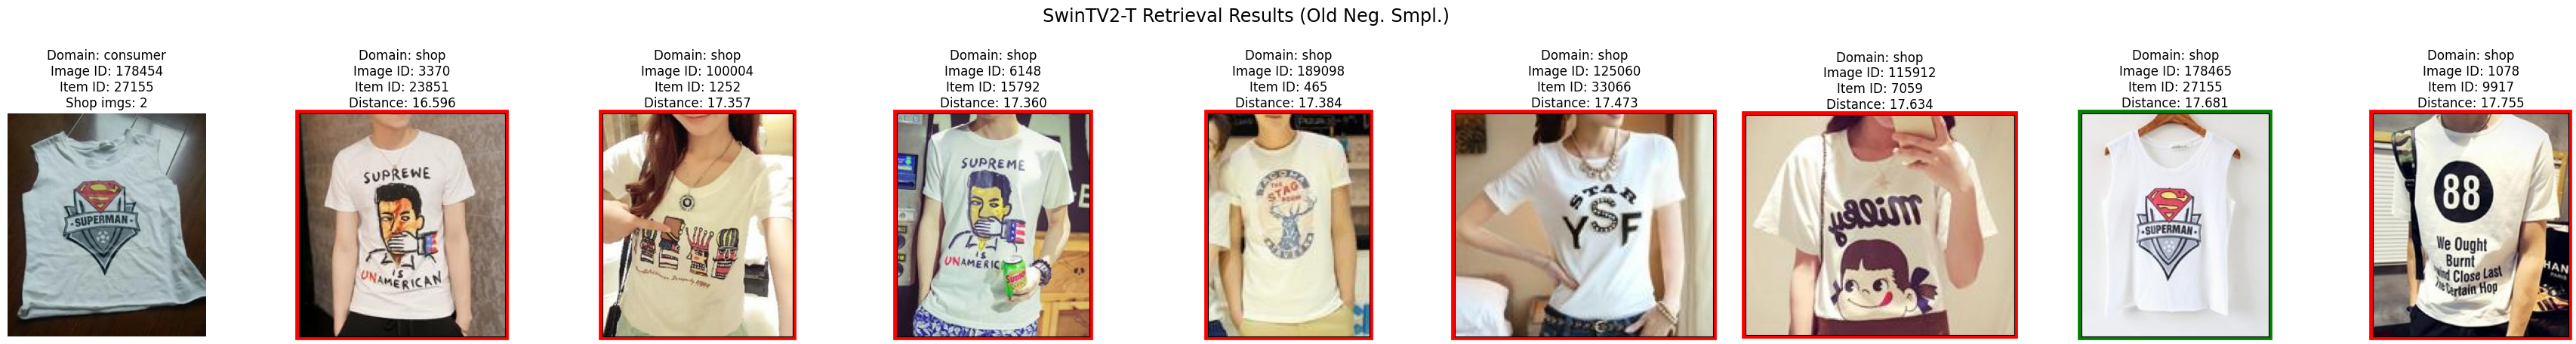 SwinTV2-T Retrieval Results (Old Neg. Smpl.)
Domain: consumer
Image ID: 178454
Item ID: 27155
Shop imgs: 2
SUPERMAN
Domain: shop
Image ID: 3370
Item ID: 23851
Distance: 16.596
SUPREWE
IS
UNAMERICAN
Domain: shop
Image ID: 100004
Item ID: 1252
Distance: 17.357
Domain: shop
Image ID: 6148
Item ID: 15792
Distance: 17.360
SUPREME
IS
UNAMERIC
Domain: shop
Image ID: 189098
Item ID: 465
Distance: 17.384
TACOMA
THE
STAG
Domain: shop
Image ID: 125060
Item ID: 33066
Distance: 17.473
STAR
YSF
Domain: shop
Image ID: 115912
Item ID: 7059
Distance: 17.634
Milky
Domain: shop
Image ID: 178465
Item ID: 27155
Distance: 17.681
SUPERMAN
Domain: shop
Image ID: 1078
Item ID: 9917
Distance: 17.755
88
We Ought
Burnt
ind Close Last
The Certain Hop